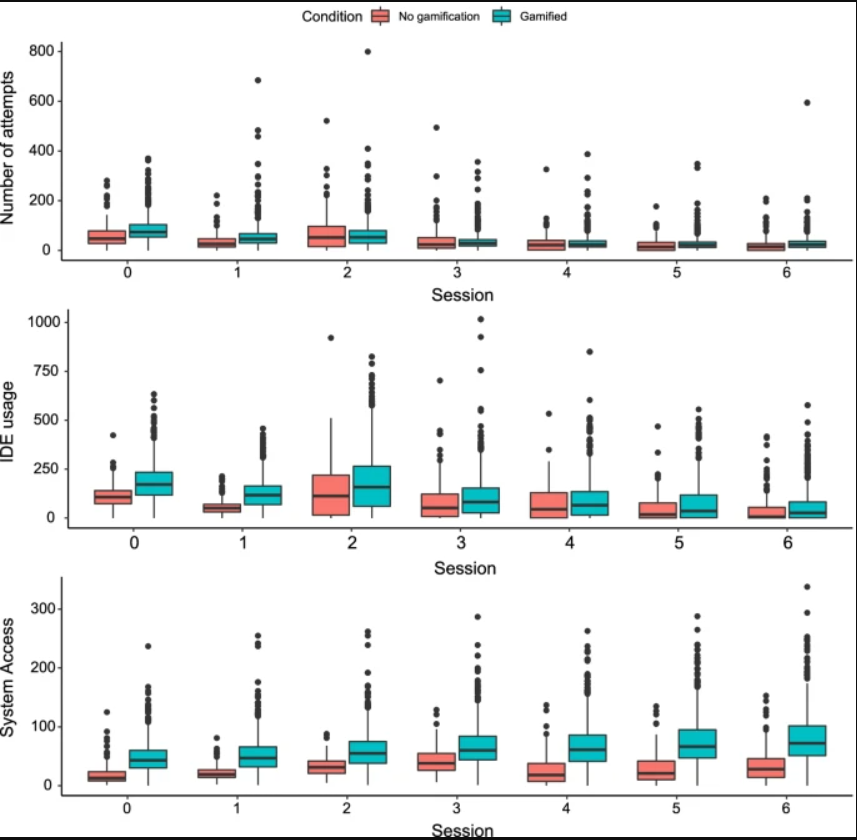 Condition No gamification Gamified
Number of attempts
800
600
400
200
0
0 1 2 3 4 5 6
Session
IDE usage
1000
750
500
250
0
0 1 2 3 4 5 6
Session
System Access
300
200
100
0
0 1 2 3 4 5 6
Session